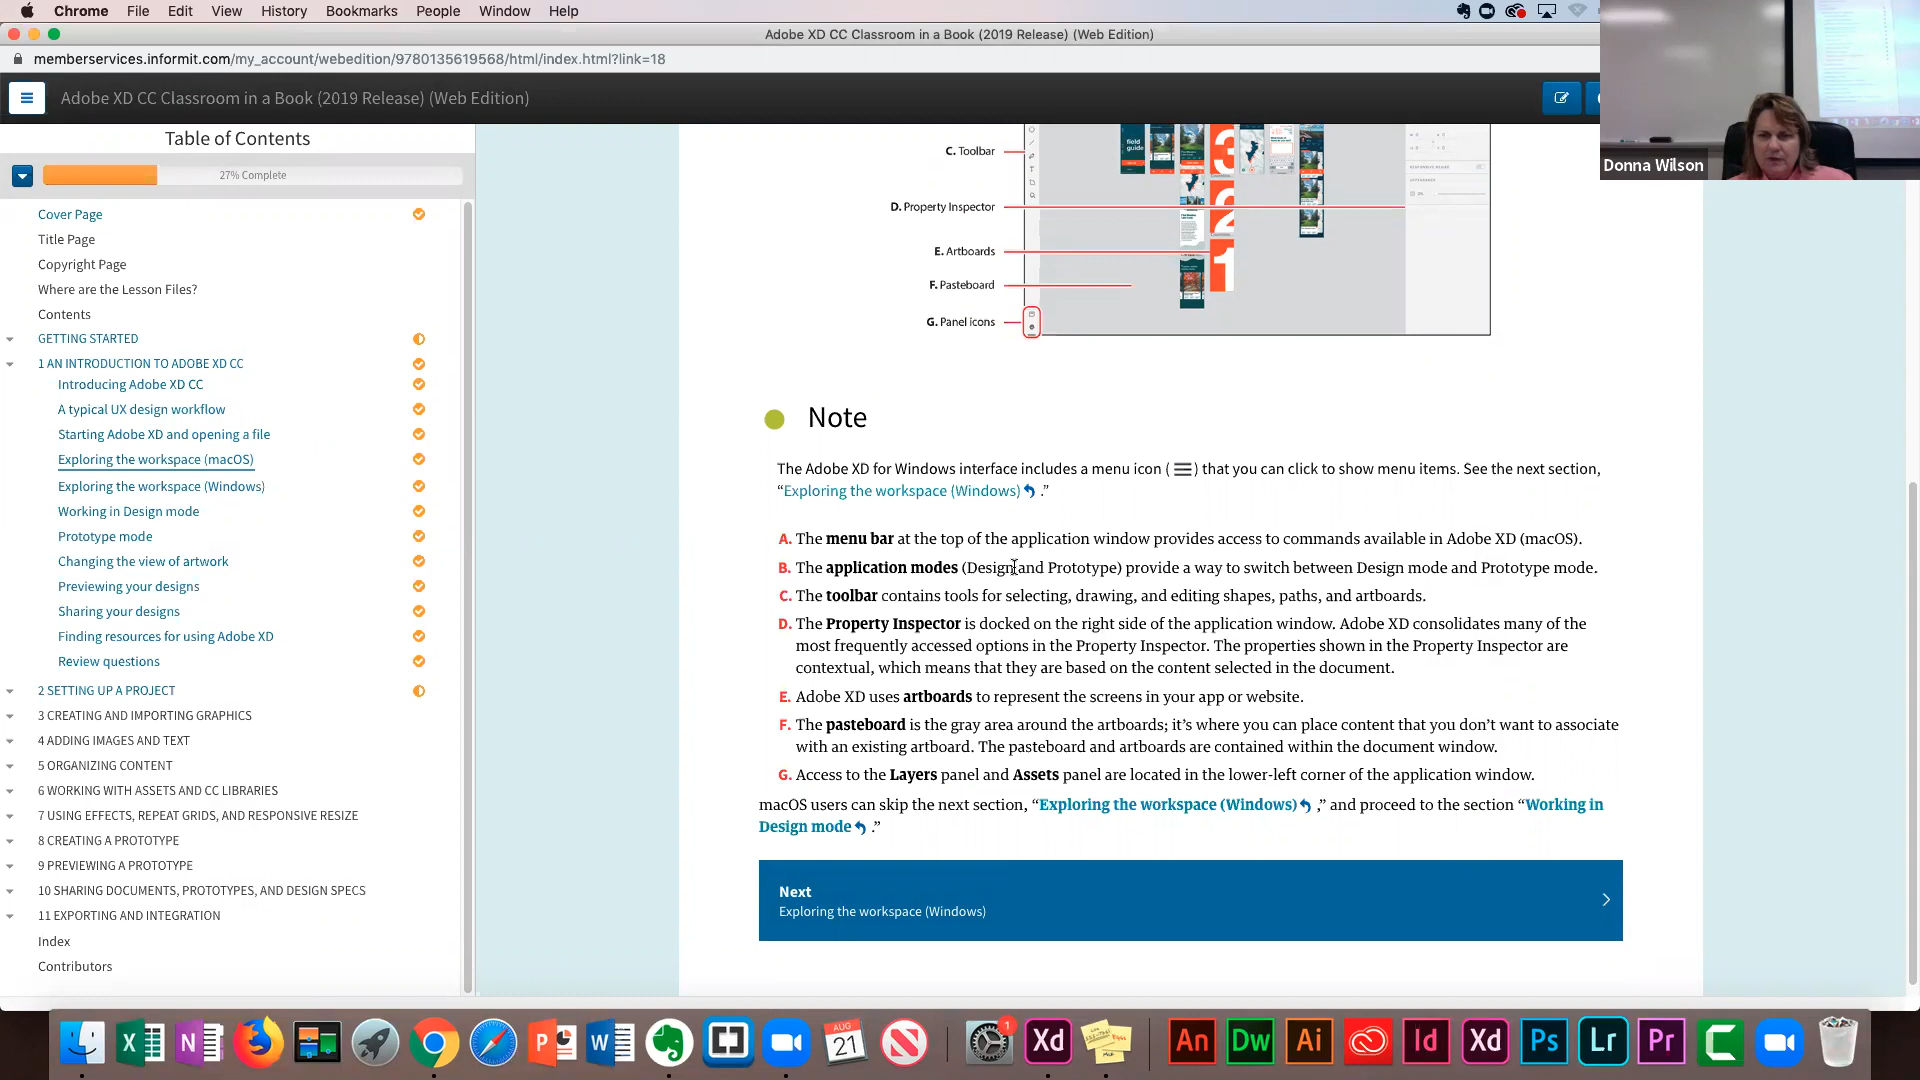 Chrome File Edit View History Bookmarks People Window Help
Adobe XD CC Classroom in a Book (2019 Release) (Web Edition)
memberservices.informit.com/my_account/webedition/9780135619568/html/index.html?link=18
Adobe XD CC Classroom in a Book (2019 Release) (Web Edition)
Donna Wilson
Table of Contents
27% Complete
Cover Page
Title Page
Copyright Page
Where are the Lesson Files?
Contents
GETTING STARTED
1 AN INTRODUCTION TO ADOBE XD CC
Introducing Adobe XD CC
A typical UX design workflow
Starting Adobe XD and opening a file
Exploring the workspace (macOS)
Exploring the workspace (Windows)
Working in Design mode
Prototype mode
Changing the view of artwork
Previewing your designs
Sharing your designs
Finding resources for using Adobe XD
Review questions
2 SETTING UP A PROJECT
3 CREATING AND IMPORTING GRAPHICS
4 ADDING IMAGES AND TEXT
5 ORGANIZING CONTENT
6 WORKING WITH ASSETS AND CC LIBRARIES
7 USING EFFECTS, REPEAT GRIDS, AND RESPONSIVE RESIZE
8 CREATING A PROTOTYPE
9 PREVIEWING A PROTOTYPE
10 SHARING DOCUMENTS, PROTOTYPES, AND DESIGN SPECS
11 EXPORTING AND INTEGRATION
Index
Contributors
C. Toolbar
D. Property Inspector
E. Artboards
F. Pasteboard
G. Panel icons
field
guide
3
2
1
Note
The Adobe XD for Windows interface includes a menu icon ( ) that you can click to show menu items. See the next section,
“Exploring the workspace (Windows) .”
A. The menu bar at the top of the application window provides access to commands available in Adobe XD (macOS).
B. The application modes (Design and Prototype) provide a way to switch between Design mode and Prototype mode.
C. The toolbar contains tools for selecting, drawing, and editing shapes, paths, and artboards.
D. The Property Inspector is docked on the right side of the application window. Adobe XD consolidates many of the
most frequently accessed options in the Property Inspector. The properties shown in the Property Inspector are
contextual, which means that they are based on the content selected in the document.
E. Adobe XD uses artboards to represent the screens in your app or website.
F. The pasteboard is the gray area around the artboards; it’s where you can place content that you don’t want to associate
with an existing artboard. The pasteboard and artboards are contained within the document window.
G. Access to the Layers panel and Assets panel are located in the lower-left corner of the application window.
macOS users can skip the next section, “Exploring the workspace (Windows) ,” and proceed to the section “Working in
Design mode .”
Next
Exploring the workspace (Windows)
AUG
21
1
Xd
An
Dw
Ai
Id
Xd
Ps
Lr
Pr